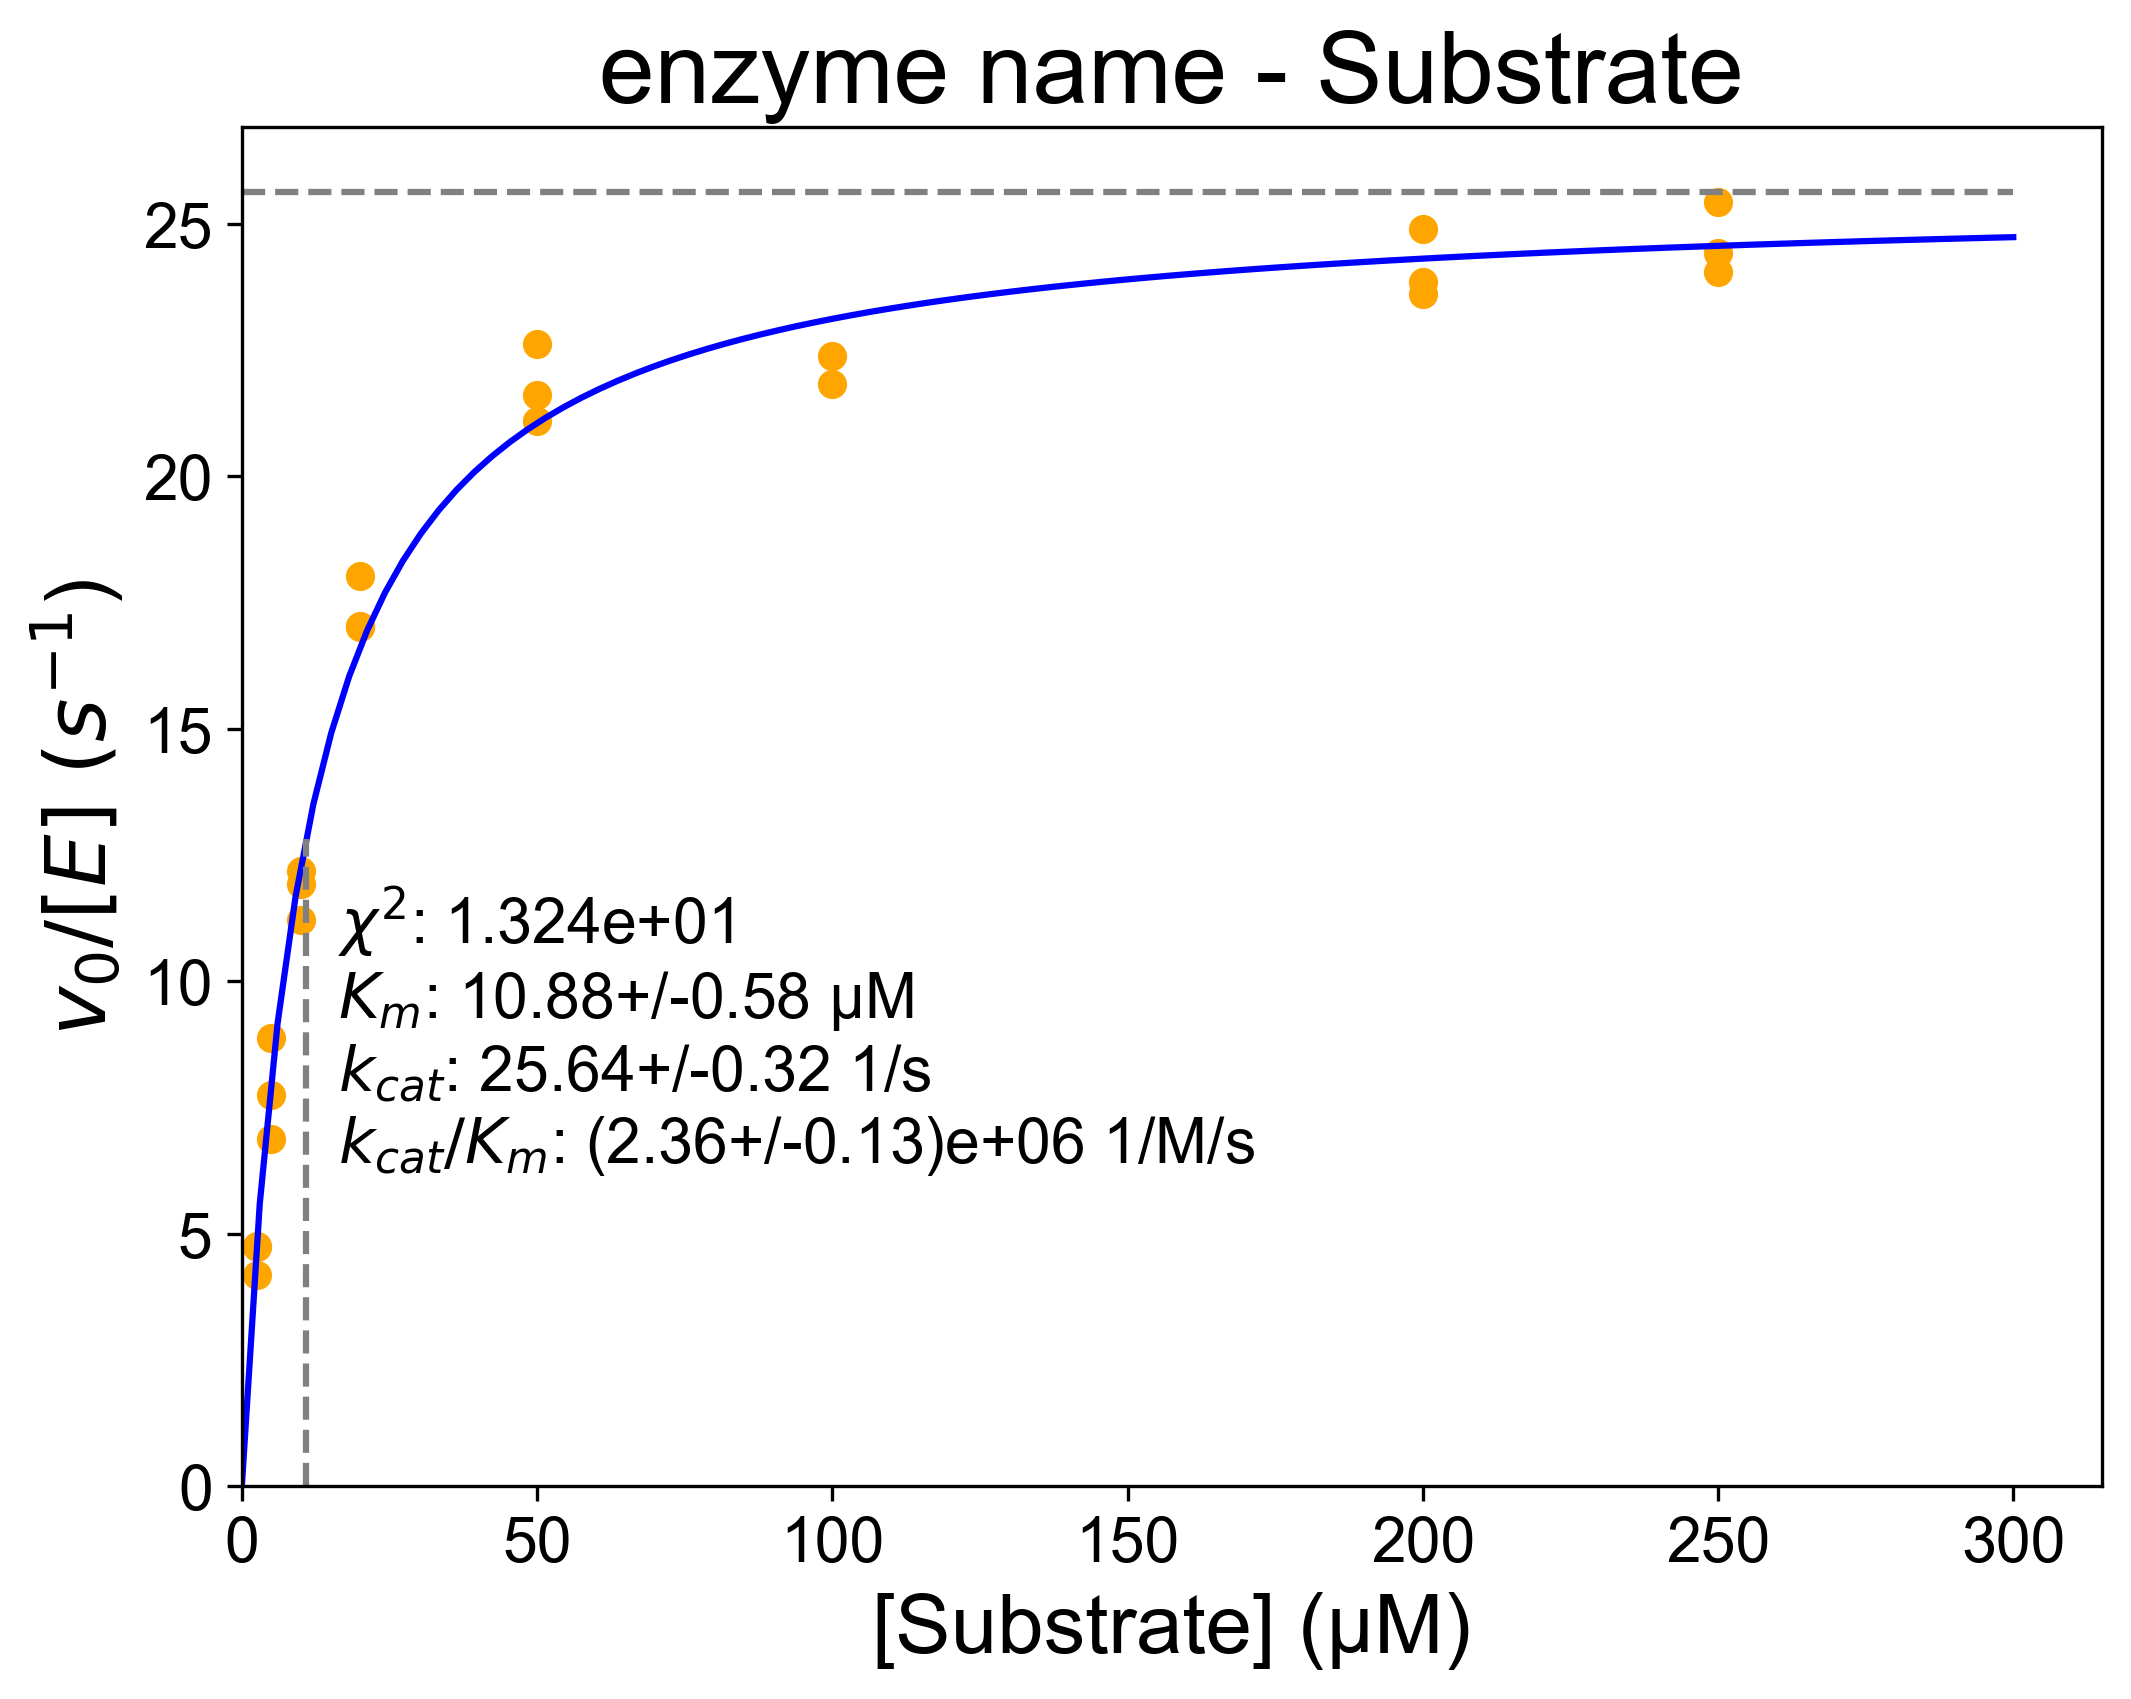 enzyme name - Substrate
25
20
15
10
5
0
v₀/[E] (s⁻¹)
χ²: 1.324e+01
Kₘ: 10.88+/-0.58 µM
k_cat: 25.64+/-0.32 1/s
k_cat/Kₘ: (2.36+/-0.13)e+06 1/M/s
0 50 100 150 200 250 300
[Substrate] (µM)